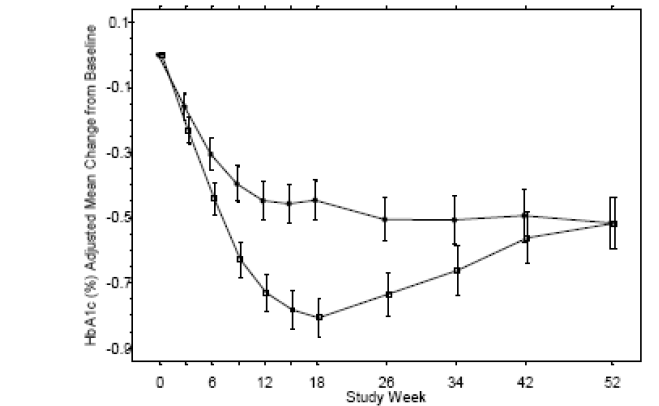 HbA1c (%) Adjusted Mean Change from Baseline
0.1
-0.1
-0.3
-0.5
-0.7
-0.9
0 6 12 18 26 34 42 52
Study Week